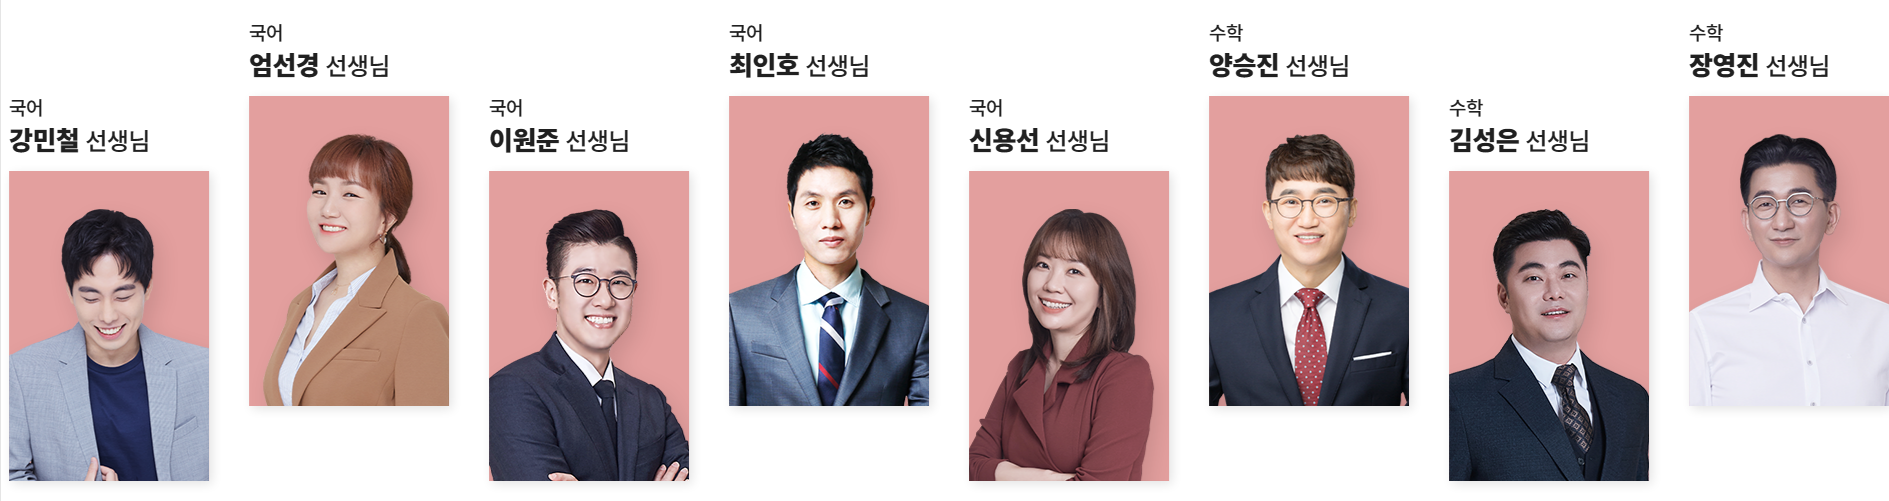 국어
강민철 선생님
국어
엄선경 선생님
국어
이원준 선생님
국어
최인호 선생님
국어
신용선 선생님
수학
양승진 선생님
수학
김성은 선생님
수학
장영진 선생님